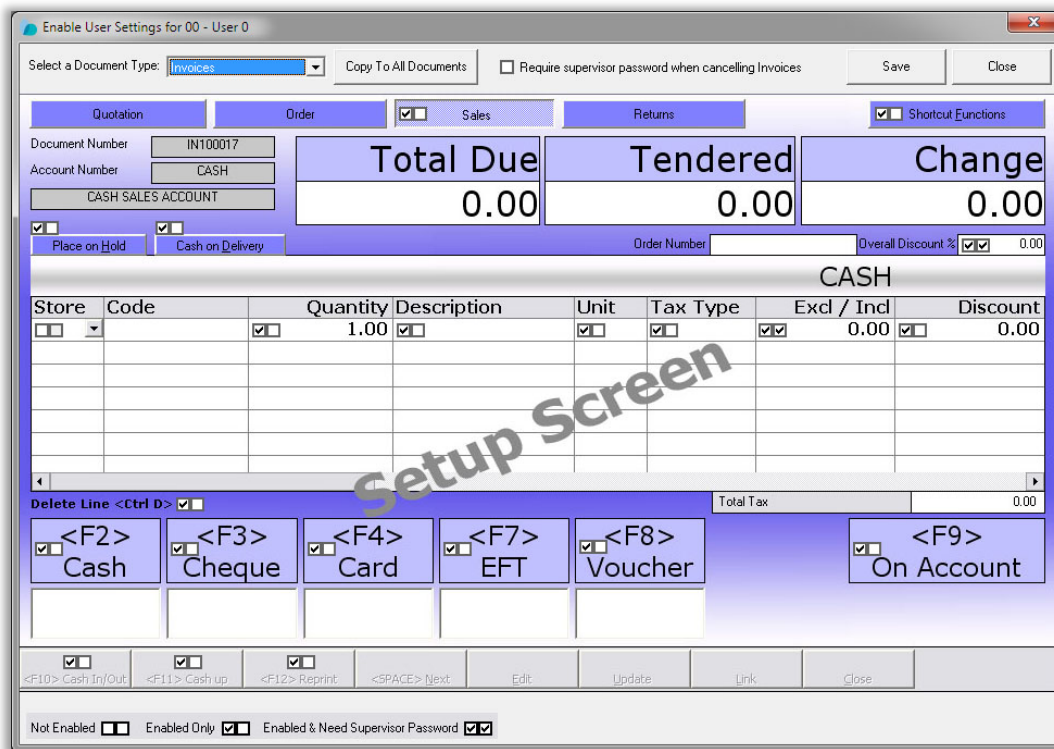 Enable User Settings for 00 - User 0
Select a Document Type: Invoices Copy To All Documents Require supervisor password when cancelling Invoices Save Close
Quotation Order Sales Returns Shortcut Functions
Document Number IN100017
Account Number CASH
CASH SALES ACCOUNT
Total Due Tendered Change
0.00 0.00 0.00
Place on Hold Cash on Delivery Order Number Overall Discount % 0.00
CASH
Store Code Quantity Description Unit Tax Type Excl / Incl Discount
1.00 0.00 0.00
Setup Screen
Delete Line <Ctrl D> Total Tax 0.00
<F2> <F3> <F4> <F7> <F8> <F9>
Cash Cheque Card EFT Voucher On Account
<F10> Cash In/Out <F11> Cash up <F12> Reprint <SPACE> Next Edit Update Link Close
Not Enabled Enabled Only Enabled & Need Supervisor Password